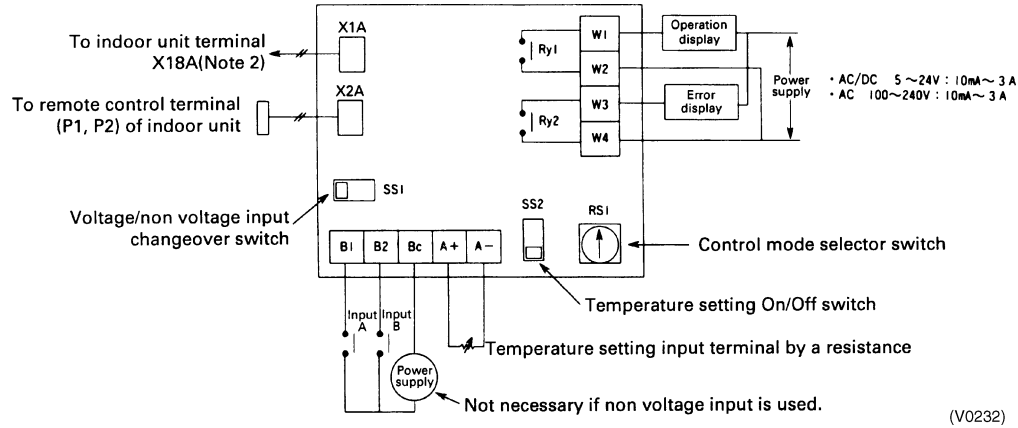 To indoor unit terminal
X18A(Note 2)
X1A
To remote control terminal
(P1, P2) of indoor unit
X2A
Ry1
Ry2
W1
W2
W3
W4
Operation
display
Error
display
Power
supply
・AC/DC 5~24V : 10mA~ 3 A
・AC 100~240V : 10mA~ 3 A
SS1
Voltage/non voltage input
changeover switch
B1 B2 Bc A+ A-
SS2
RS1
Control mode selector switch
Temperature setting On/Off switch
Input
A
Input
B
Temperature setting input terminal by a resistance
Power
supply
Not necessary if non voltage input is used.
(V0232)